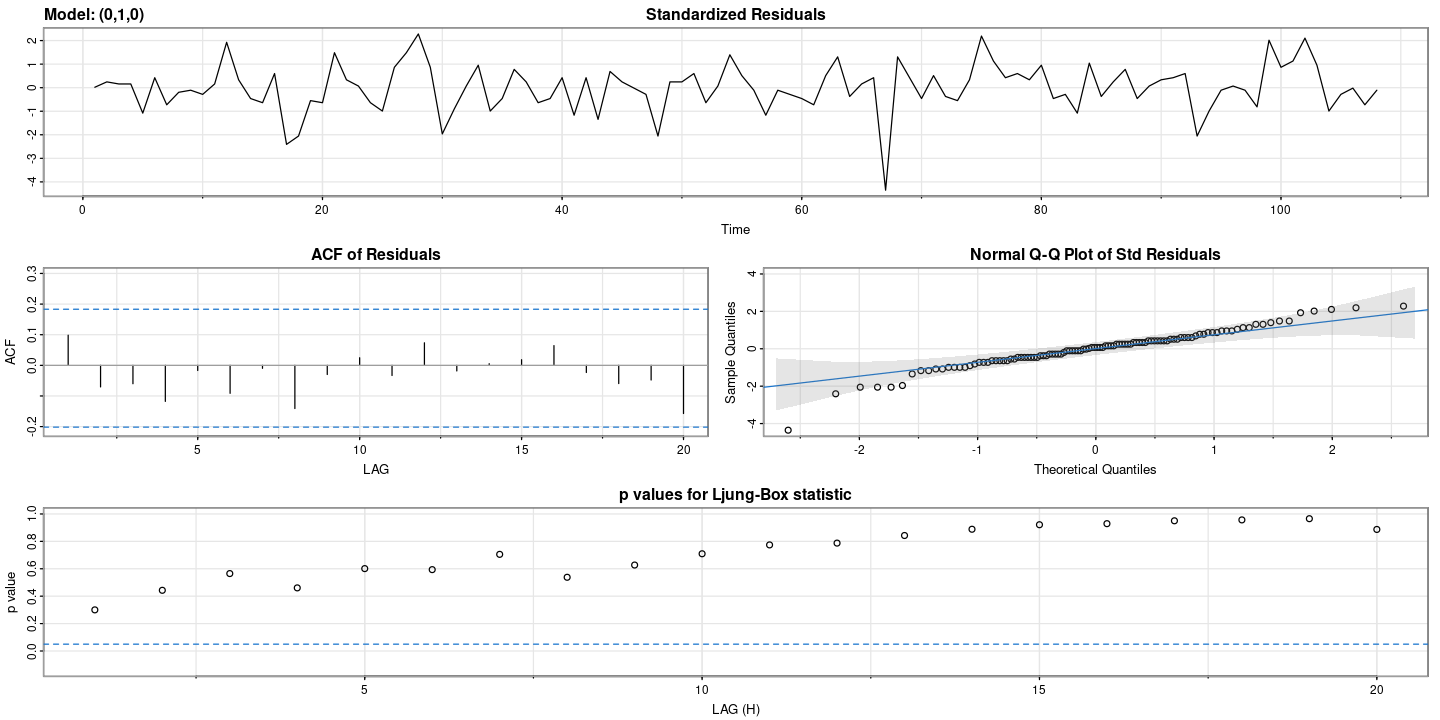 Model: (0,1,0) Standardized Residuals
2
1
0
-1
-2
-3
-4
0 20 40 60 80 100
Time
ACF of Residuals
ACF
0.3
0.2
0.1
0.0
-0.2
5 10 15 20
LAG
Normal Q-Q Plot of Std Residuals
Sample Quantiles
4
2
0
-2
-4
-2 -1 0 1 2
Theoretical Quantiles
p values for Ljung-Box statistic
p value
1.0
0.8
0.6
0.4
0.2
0.0
5 10 15 20
LAG (H)